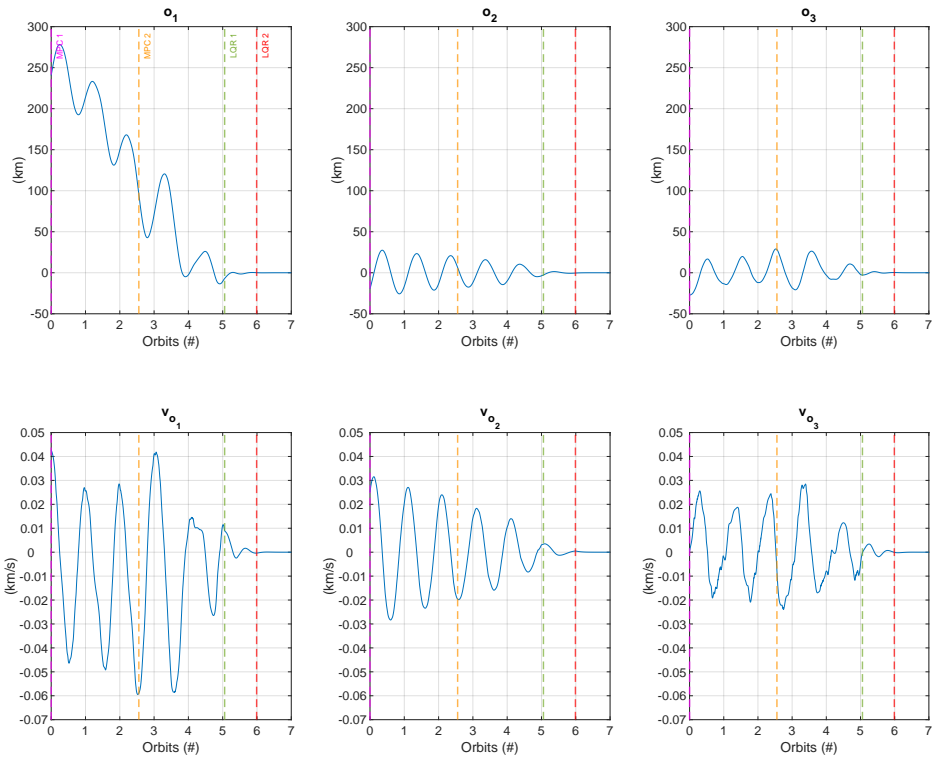 o1
300
250
200
150
100
50
0
-50
(km)
MPC 1
MPC 2
LQR 1
LQR 2
0 1 2 3 4 5 6 7
Orbits (#)
o2
300
250
200
150
100
50
0
-50
(km)
0 1 2 3 4 5 6 7
Orbits (#)
o3
300
250
200
150
100
50
0
-50
(km)
0 1 2 3 4 5 6 7
Orbits (#)
vo1
0.05
0.04
0.03
0.02
0.01
0
-0.01
-0.02
-0.03
-0.04
-0.05
-0.06
-0.07
(km/s)
0 1 2 3 4 5 6 7
Orbits (#)
vo2
0.05
0.04
0.03
0.02
0.01
0
-0.01
-0.02
-0.03
-0.04
-0.05
-0.06
-0.07
(km/s)
0 1 2 3 4 5 6 7
Orbits (#)
vo3
0.05
0.04
0.03
0.02
0.01
0
-0.01
-0.02
-0.03
-0.04
-0.05
-0.06
-0.07
(km/s)
0 1 2 3 4 5 6 7
Orbits (#)